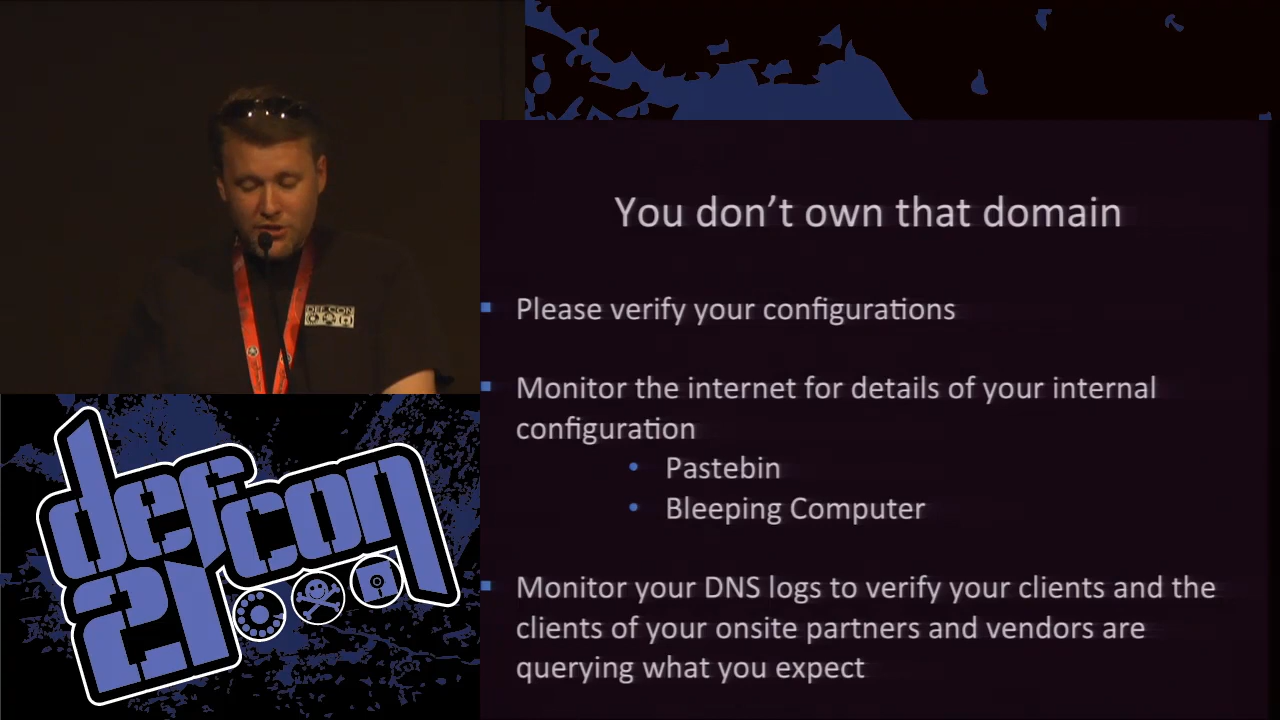 You don't own that domain
Please verify your configurations
Monitor the internet for details of your internal
configuration
Pastebin
Bleeping Computer
Monitor your DNS logs to verify your clients and the
clients of your onsite partners and vendors are
querying what you expect
DEF CON
defcon
21